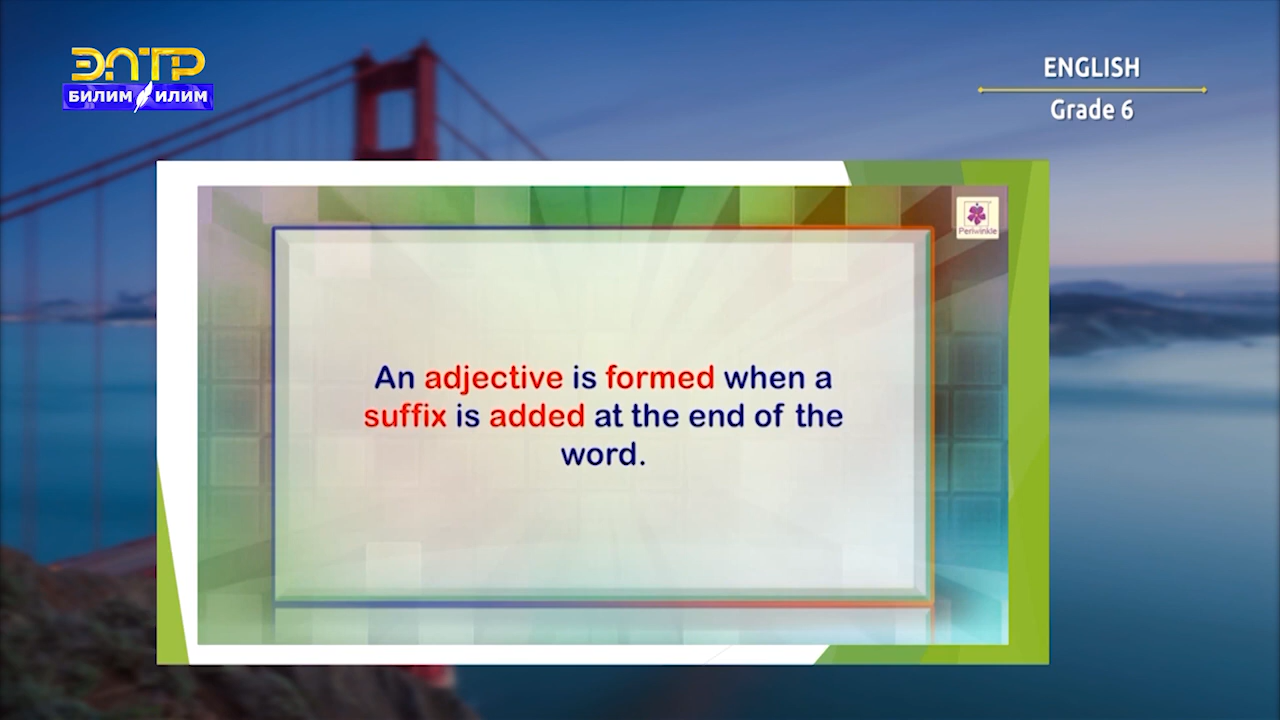 ЭЛТР
БИЛИМ ИЛИМ
ENGLISH
Grade 6
Periwinkle
An adjective is formed when a
suffix is added at the end of the
word.